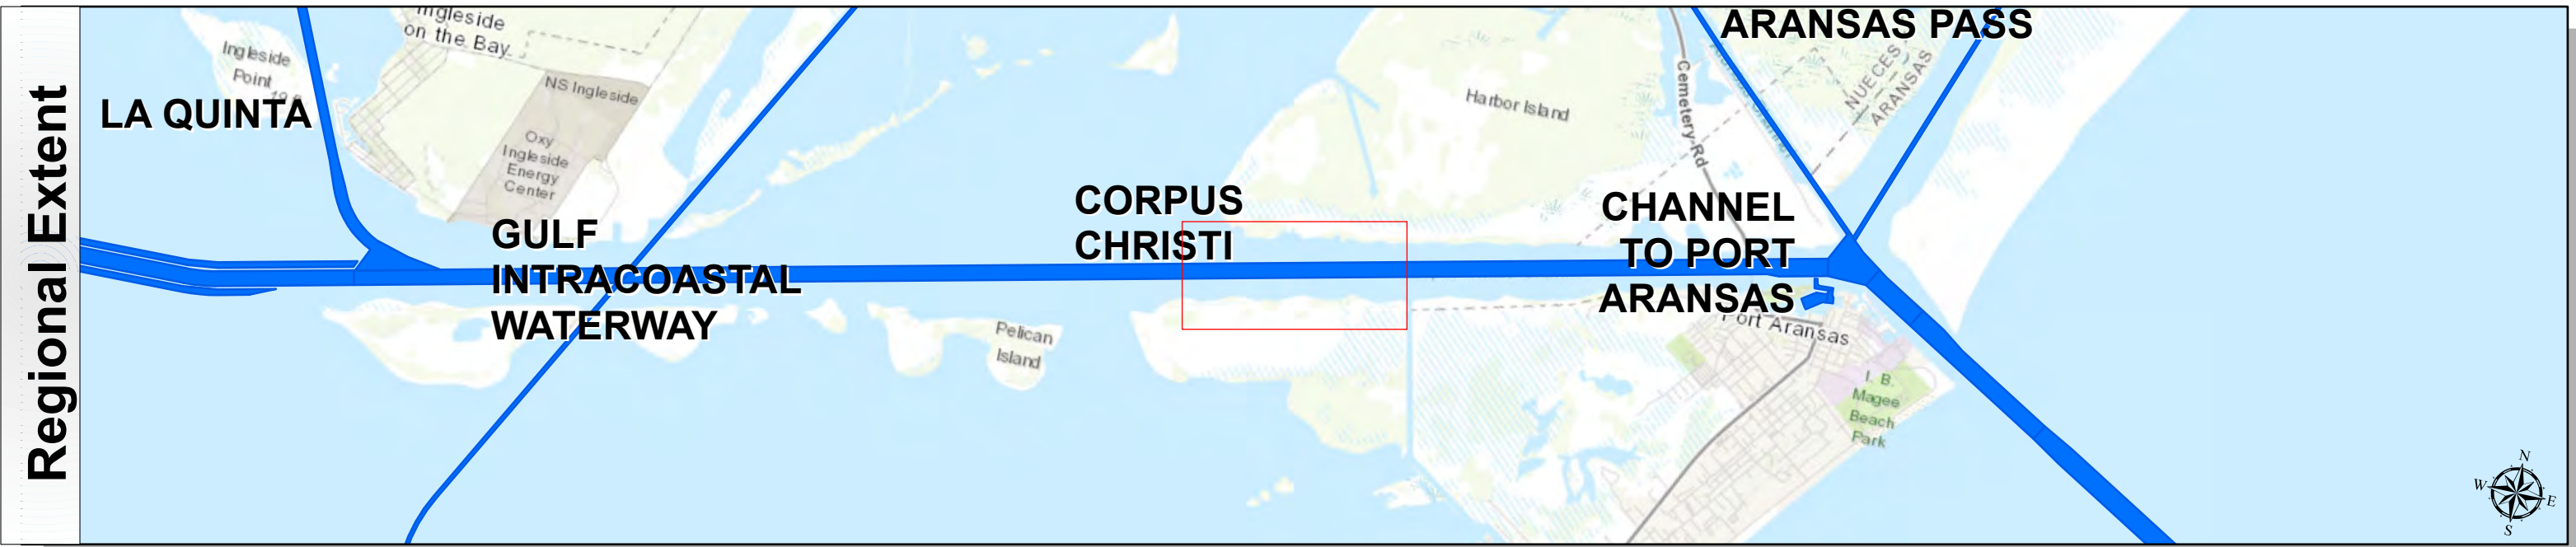 Regional Extent
ingleside
on the Bay
Ingleside
Point
LA QUINTA
NS Ingleside
Oxy
Ingleside
Energy
Center
GULF
INTRACOASTAL
WATERWAY
Pelican
Island
CORPUS
CHRISTI
Harbor Island
Cemetery Rd
ARANSAS PASS
NUECES
ARANSAS
CHANNEL
TO PORT
ARANSAS
Port Aransas
I. B.
Magee
Beach
Park
N
W
E
S